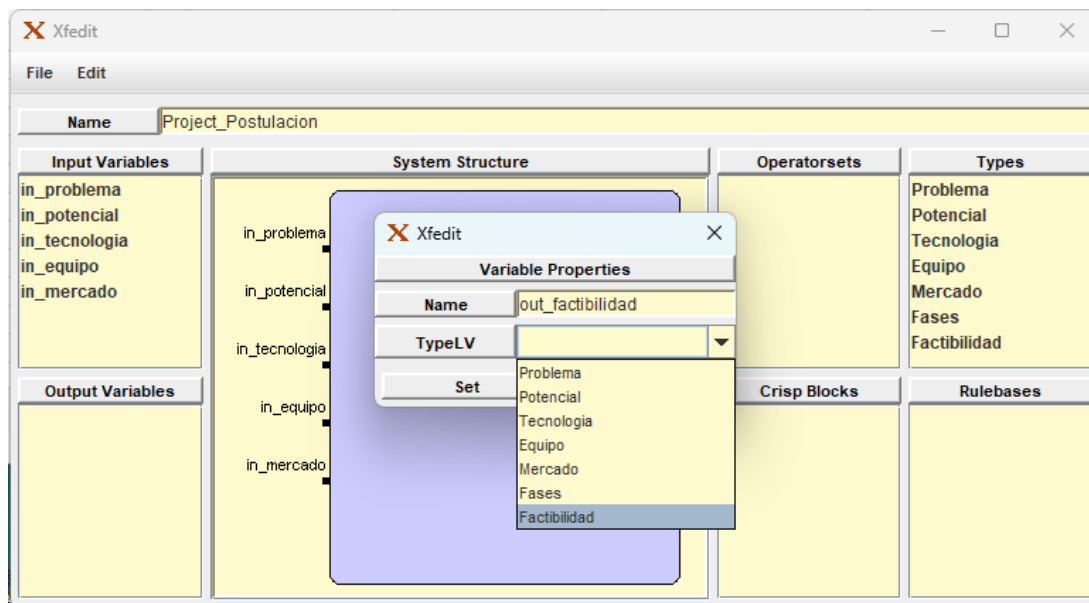 Xfedit
File Edit
Name Project_Postulacion
Input Variables
in_problema
in_potencial
in_tecnologia
in_equipo
in_mercado
System Structure
in_problema
in_potencial
in_tecnologia
in_equipo
in_mercado
Operatorsets
Types
Problema
Potencial
Tecnologia
Equipo
Mercado
Fases
Factibilidad
Output Variables
Crisp Blocks
Rulebases
Xfedit
Variable Properties
Name out_factibilidad
TypeLV
Set
Problema
Potencial
Tecnologia
Equipo
Mercado
Fases
Factibilidad